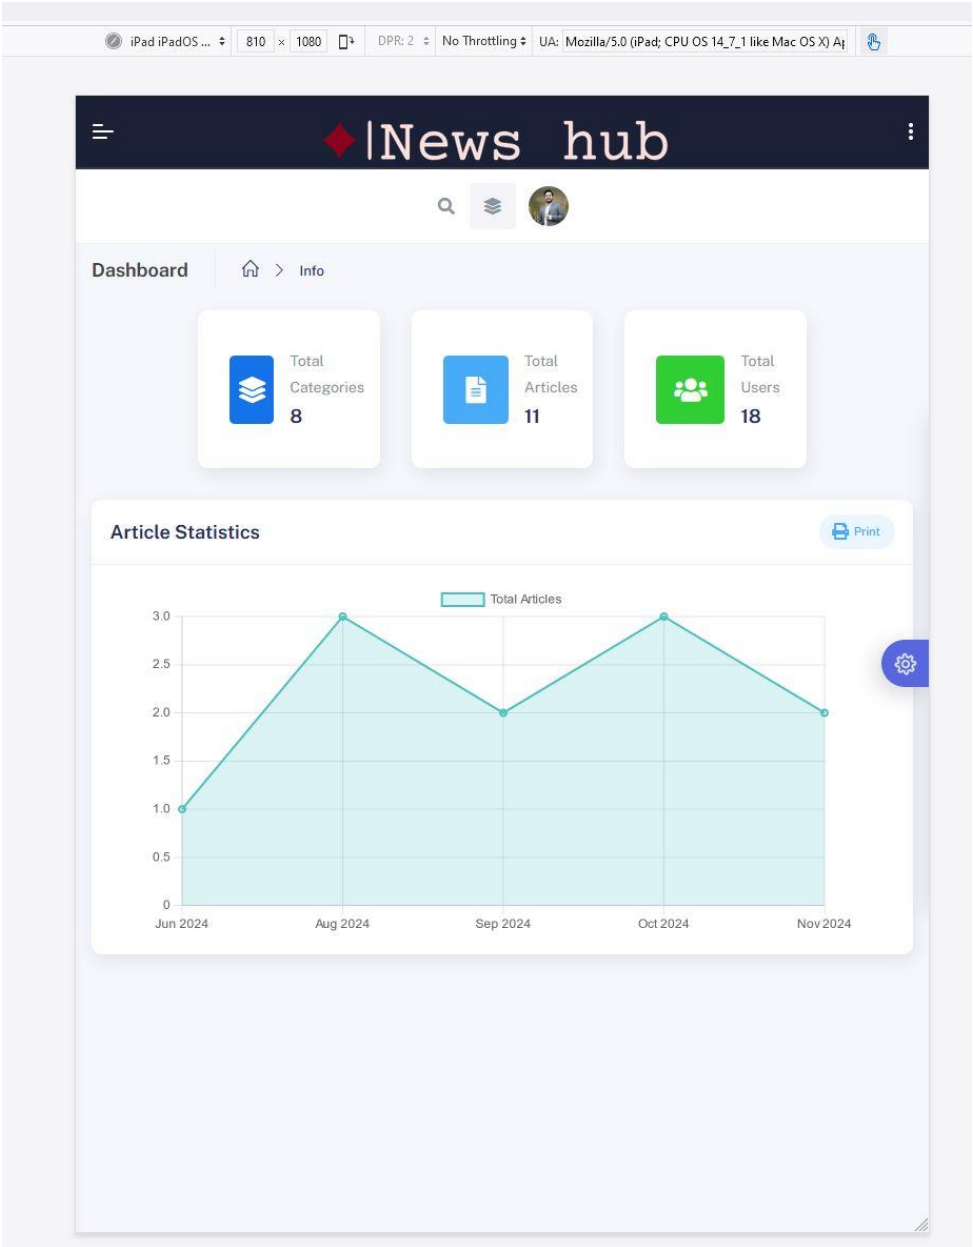 iPad iPadOS ... 810 × 1080 DPR: 2 No Throttling UA: Mozilla/5.0 (iPad; CPU OS 14_7_1 like Mac OS X) A
|News hub
Dashboard > Info
Total
Categories
8
Total
Articles
11
Total
Users
18
Article Statistics
Print
Total Articles
3.0
2.5
2.0
1.5
1.0
0.5
0
Jun 2024 Aug 2024 Sep 2024 Oct 2024 Nov 2024